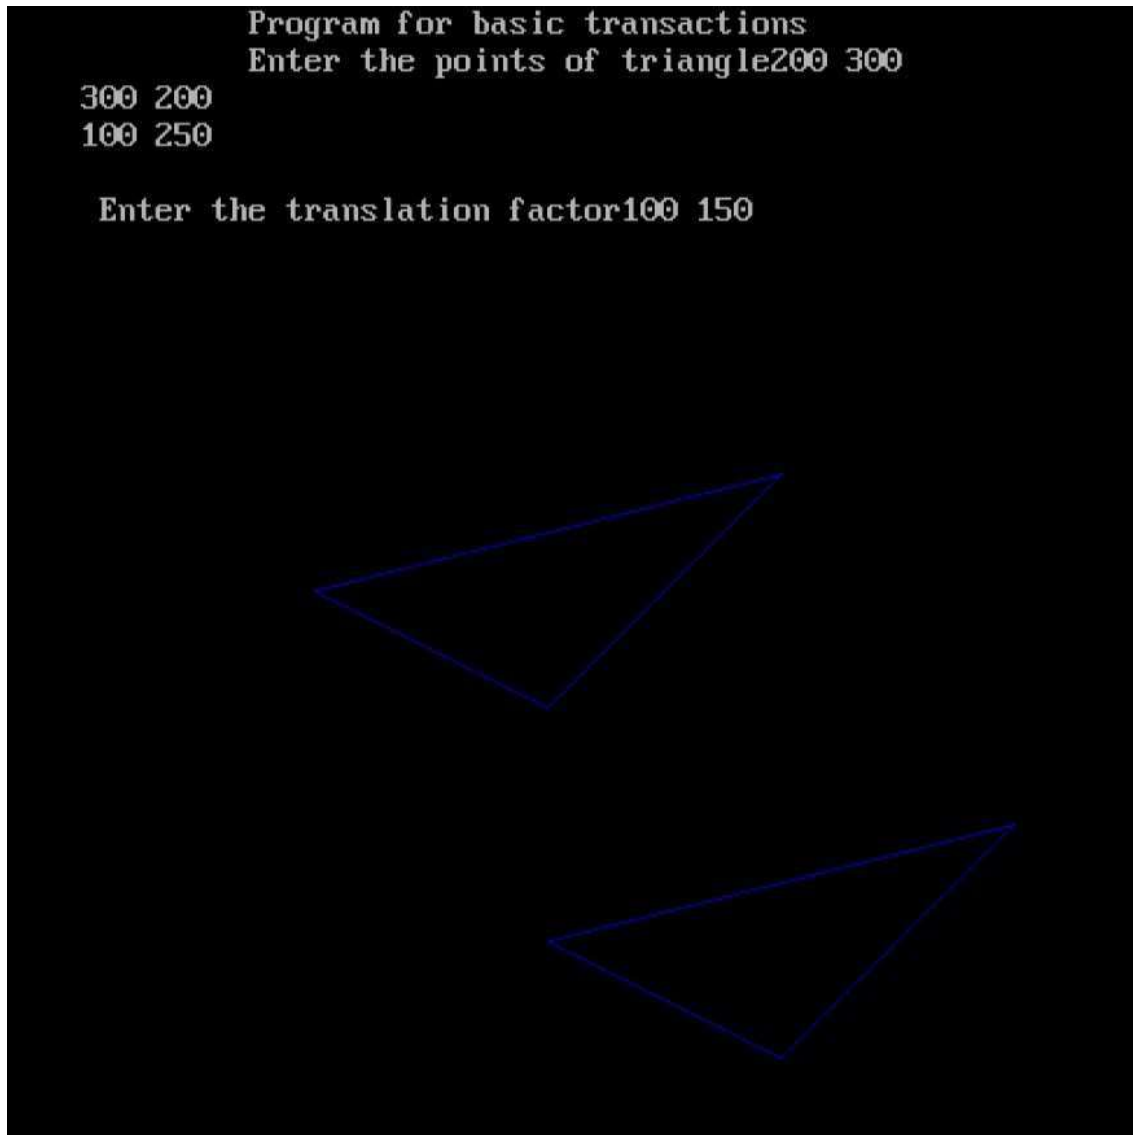 Program for basic transactions
Enter the points of triangle200 300
300 200
100 250
Enter the translation factor100 150